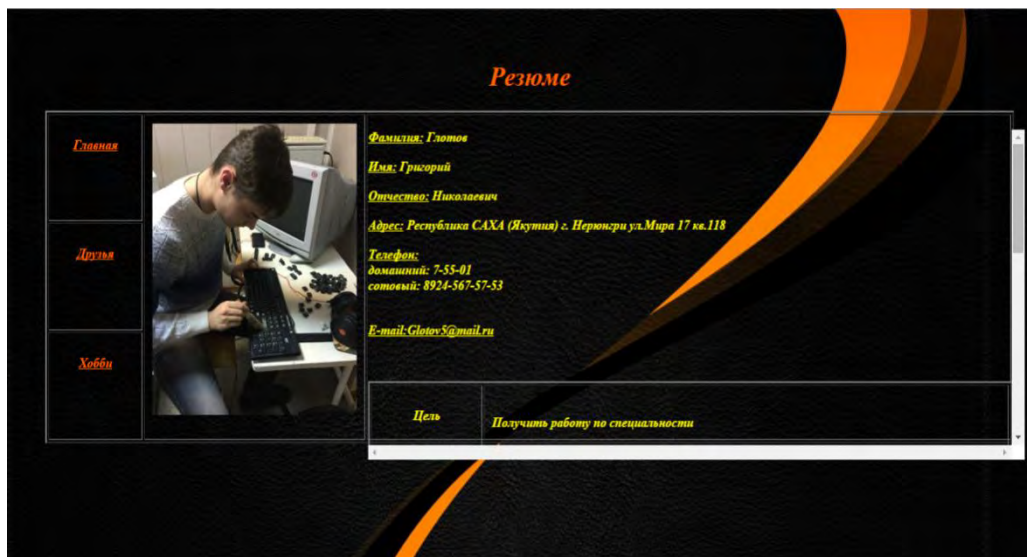 Резюме
Главная
Друзья
Хобби
Фамилия: Глотов
Имя: Григорий
Отчество: Николаевич
Адрес: Республика САХА (Якутия) г. Нерюнгри ул.Мира 17 кв.118
Телефон:
домашний: 7-55-01
сотовый: 8924-567-57-53
E-mail:Glotov5@mail.ru
Цель
Получить работу по специальности